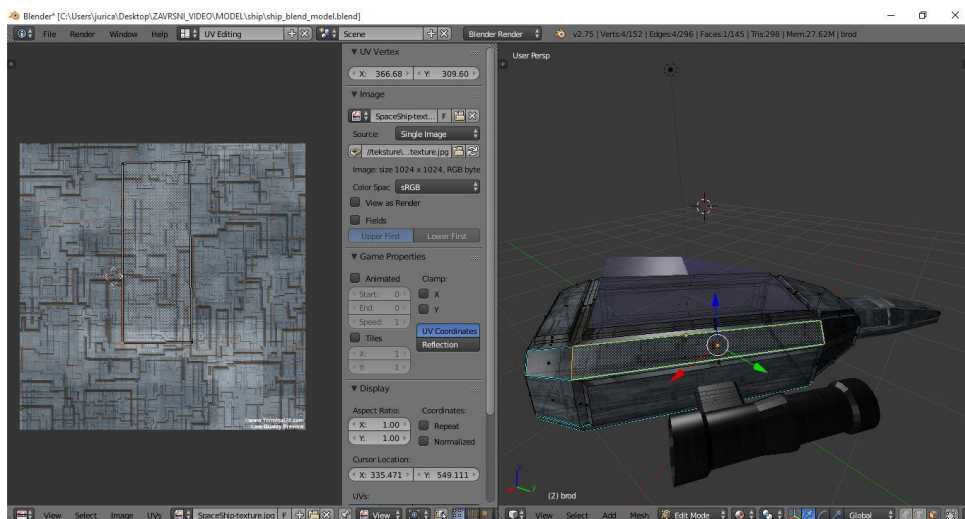 Blender* [C:\Users\jurica\Desktop\ZAVRSNI_VIDEO\MODEL\ship\ship_blend_model.blend]
File Render Window Help UV Editing Scene Blender Render v2.75 | Verts:4/152 | Edges:4/296 | Faces:1/145 | Tris:298 | Mem:27.62M | brod
UV Vertex
X: 366.68 Y: 309.60
Image
SpaceShip-text... F
Source: Single Image
//teksture\...texture.jpg
Image: size 1024 x 1024, RGB byte
Color Spac sRGB
View as Render
Fields
Upper First Lower First
Game Properties
Animated Clamp:
Start: 0 X
End: 0 Y
Speed: 1
UV Coordinates
Tiles
Reflection
X: 1
Y: 1
Display
Aspect Ratio: Coordinates:
X: 1.00 Repeat
Y: 1.00 Normalized
Cursor Location:
X: 335.471 Y: 549.111
UVs:
Low Quality Preview
View Select Image UVs SpaceShip-texture.jpg F View
User Persp
z
y
(2) brod
View Select Add Mesh Edit Mode Global